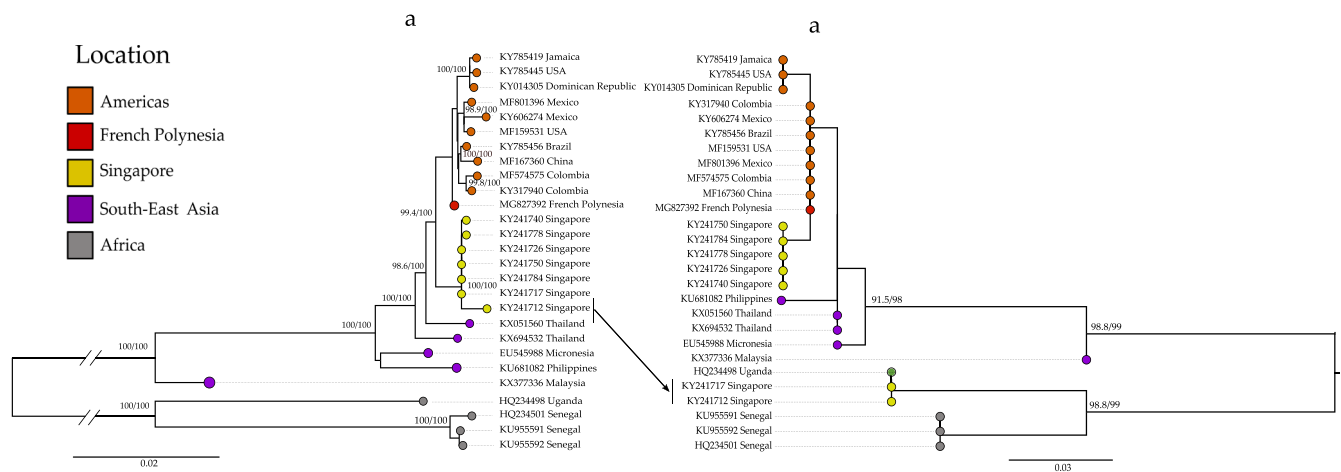 a
a
Location
Americas
French Polynesia
Singapore
South-East Asia
Africa
KY785419 Jamaica
KY785445 USA
KY014305 Dominican Republic
MF801396 Mexico
KY606274 Mexico
MF159531 USA
KY785456 Brazil
MF167360 China
MF574575 Colombia
KY317940 Colombia
MG827392 French Polynesia
KY241740 Singapore
KY241778 Singapore
KY241726 Singapore
KY241750 Singapore
KY241784 Singapore
KY241717 Singapore
KY241712 Singapore
KX051560 Thailand
KX694532 Thailand
EU545988 Micronesia
KU681082 Philippines
KX377336 Malaysia
HQ234498 Uganda
HQ234501 Senegal
KU955591 Senegal
KU955592 Senegal
100/100
98.9/100
100/100
99.8/100
99.4/100
100/100
98.6/100
100/100
100/100
100/100
100/100
100/100
0.02
KY785419 Jamaica
KY785445 USA
KY014305 Dominican Republic
KY317940 Colombia
KY606274 Mexico
KY785456 Brazil
MF159531 USA
MF801396 Mexico
MF574575 Colombia
MF167360 China
MG827392 French Polynesia
KY241750 Singapore
KY241784 Singapore
KY241778 Singapore
KY241726 Singapore
KY241740 Singapore
KU681082 Philippines
KX051560 Thailand
KX694532 Thailand
EU545988 Micronesia
KX377336 Malaysia
HQ234498 Uganda
KY241717 Singapore
KY241712 Singapore
KU955591 Senegal
KU955592 Senegal
HQ234501 Senegal
91.5/98
98.8/99
98.8/99
0.03